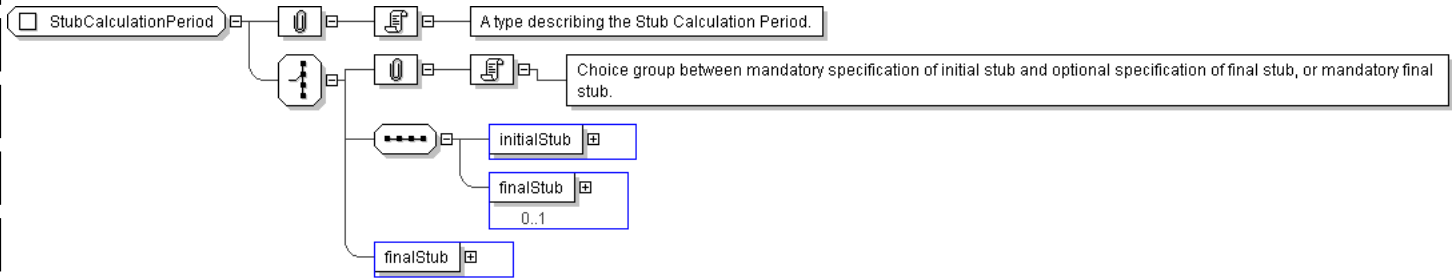 StubCalculationPeriod
A type describing the Stub Calculation Period.
Choice group between mandatory specification of initial stub and optional specification of final stub, or mandatory final
stub.
initialStub
finalStub
0..1
finalStub